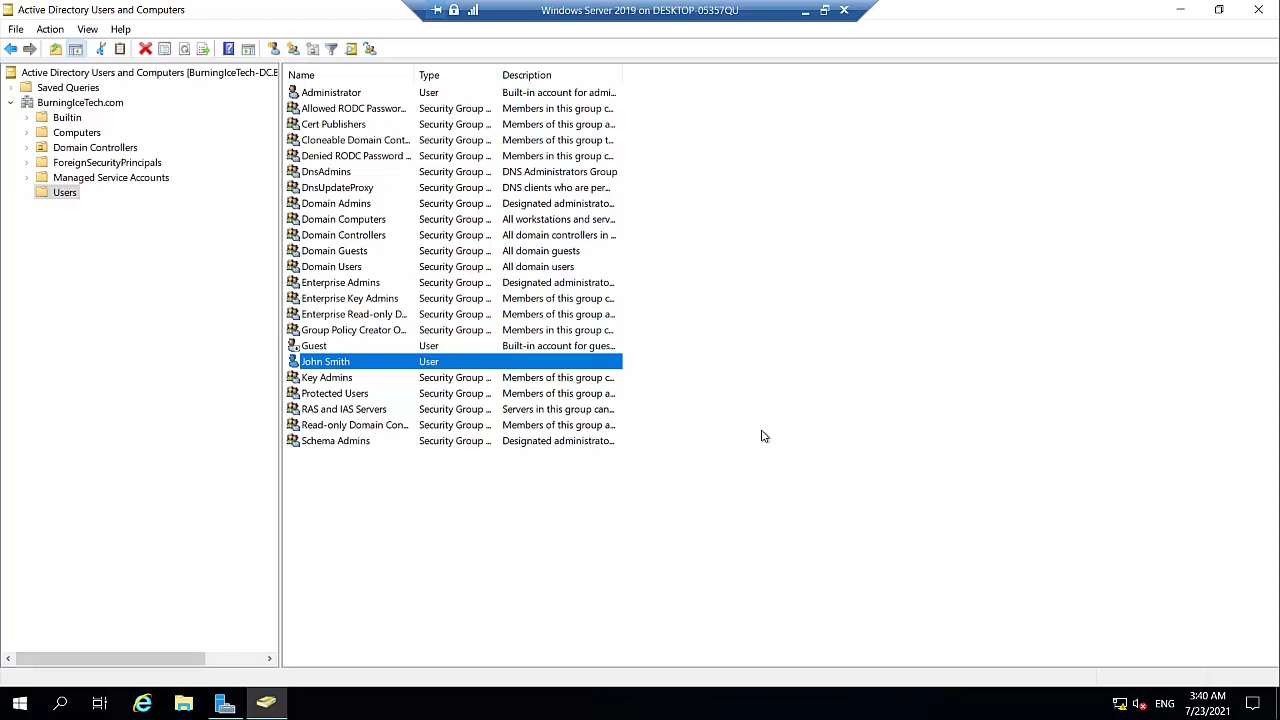 Active Directory Users and Computers
Windows Server 2019 on DESKTOP-05357QU
File Action View Help
Active Directory Users and Computers [BurningIceTech-DC.E
Saved Queries
BurningIceTech.com
Builtin
Computers
Domain Controllers
ForeignSecurityPrincipals
Managed Service Accounts
Users
Name Type Description
Administrator User Built-in account for admi...
Allowed RODC Passwor... Security Group ... Members in this group c...
Cert Publishers Security Group ... Members of this group a...
Cloneable Domain Cont... Security Group ... Members of this group t...
Denied RODC Password ... Security Group ... Members in this group c...
DnsAdmins Security Group ... DNS Administrators Group
DnsUpdateProxy Security Group ... DNS clients who are per...
Domain Admins Security Group ... Designated administrato...
Domain Computers Security Group ... All workstations and serv...
Domain Controllers Security Group ... All domain controllers in ...
Domain Guests Security Group ... All domain guests
Domain Users Security Group ... All domain users
Enterprise Admins Security Group ... Designated administrato...
Enterprise Key Admins Security Group ... Members of this group c...
Enterprise Read-only D... Security Group ... Members of this group a...
Group Policy Creator O... Security Group ... Members in this group c...
Guest User Built-in account for gues...
John Smith User
Key Admins Security Group ... Members of this group c...
Protected Users Security Group ... Members of this group a...
RAS and IAS Servers Security Group ... Servers in this group can...
Read-only Domain Con... Security Group ... Members of this group a...
Schema Admins Security Group ... Designated administrato...
ENG
3:40 AM
7/23/2021